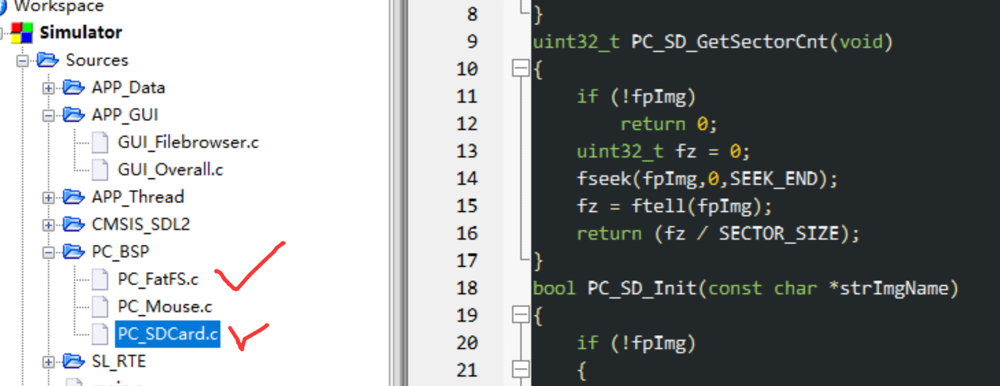 Workspace
Simulator
Sources
APP_Data
APP_GUI
GUI_Filebrowser.c
GUI_Overall.c
APP_Thread
CMSIS_SDL2
PC_BSP
PC_FatFS.c
PC_Mouse.c
PC_SDCard.c
SL_RTE
8 }
9 uint32_t PC_SD_GetSectorCnt(void)
10 {
11 if (!fpImg)
12 return 0;
13 uint32_t fz = 0;
14 fseek(fpImg,0,SEEK_END);
15 fz = ftell(fpImg);
16 return (fz / SECTOR_SIZE);
17 }
18 bool PC_SD_Init(const char *strImgName)
19 {
20 if (!fpImg)
21 {